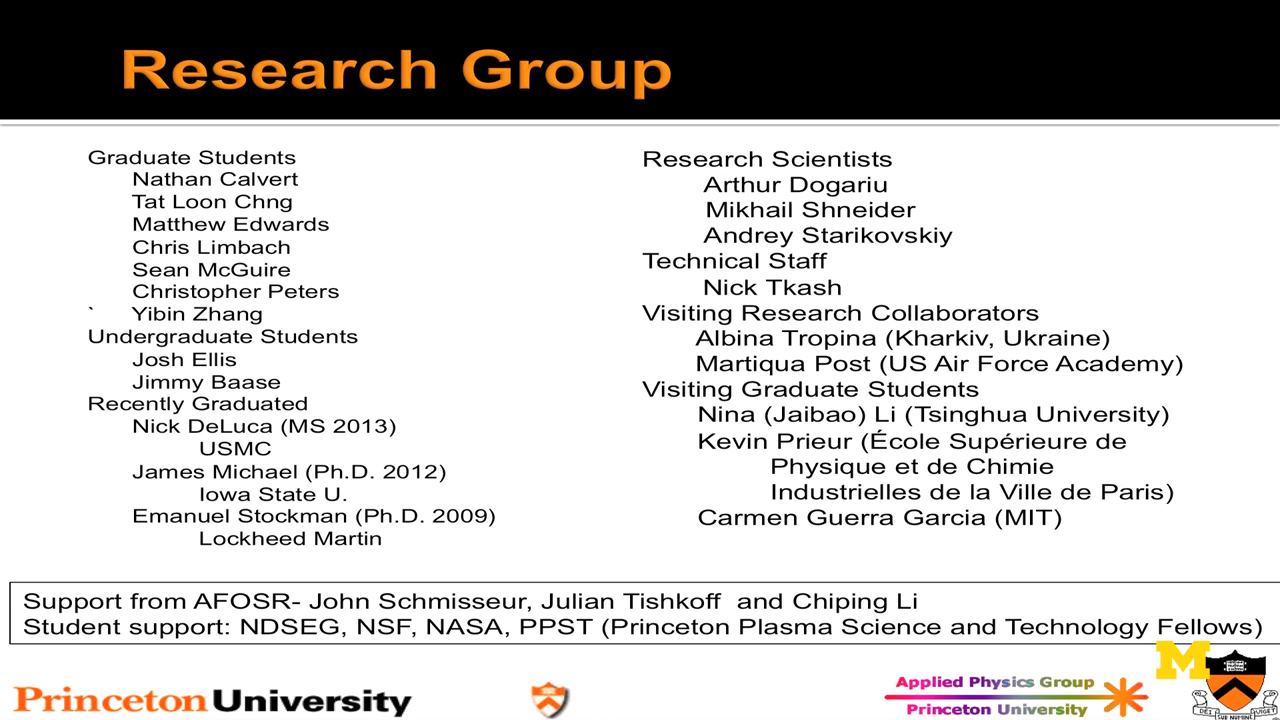 Research Group
Graduate Students
Nathan Calvert
Tat Loon Chng
Matthew Edwards
Chris Limbach
Sean McGuire
Christopher Peters
` Yibin Zhang
Undergraduate Students
Josh Ellis
Jimmy Baase
Recently Graduated
Nick DeLuca (MS 2013)
USMC
James Michael (Ph.D. 2012)
Iowa State U.
Emanuel Stockman (Ph.D. 2009)
Lockheed Martin
Research Scientists
Arthur Dogariu
Mikhail Shneider
Andrey Starikovskiy
Technical Staff
Nick Tkash
Visiting Research Collaborators
Albina Tropina (Kharkiv, Ukraine)
Martiqua Post (US Air Force Academy)
Visiting Graduate Students
Nina (Jaibao) Li (Tsinghua University)
Kevin Prieur (École Supérieure de
Physique et de Chimie
Industrielles de la Ville de Paris)
Carmen Guerra Garcia (MIT)
Support from AFOSR- John Schmisseur, Julian Tishkoff and Chiping Li
Student support: NDSEG, NSF, NASA, PPST (Princeton Plasma Science and Technology Fellows)
Princeton University
Applied Physics Group
Princeton University
M